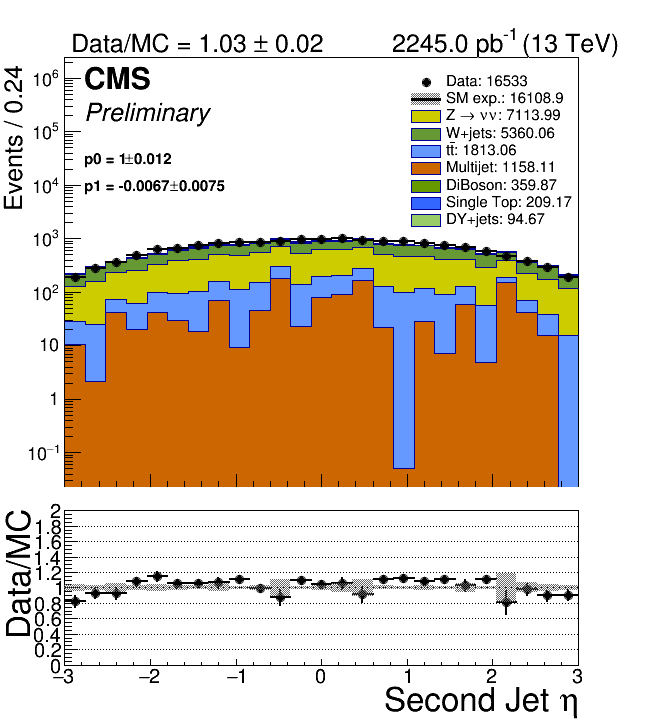 Data/MC = 1.03 ± 0.02 2245.0 pb⁻¹ (13 TeV)
CMS
Preliminary
p0 = 1±0.012
p1 = -0.0067±0.0075
Data: 16533
SM exp.: 16108.9
Z → νν: 7113.99
W+jets: 5360.06
tt̄: 1813.06
Multijet: 1158.11
DiBoson: 359.87
Single Top: 209.17
DY+jets: 94.67
Events / 0.24
10⁶
10⁵
10⁴
10³
10²
10
1
10⁻¹
Data/MC
2
1.8
1.6
1.4
1.2
1
0.8
0.6
0.4
0.2
0
−3 −2 −1 0 1 2 3
Second Jet η